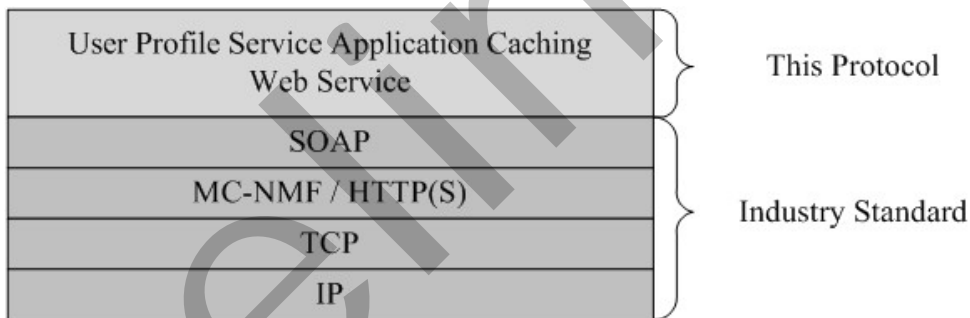 User Profile Service Application Caching
Web Service
This Protocol
SOAP
MC-NMF / HTTP(S)
TCP
IP
Industry Standard